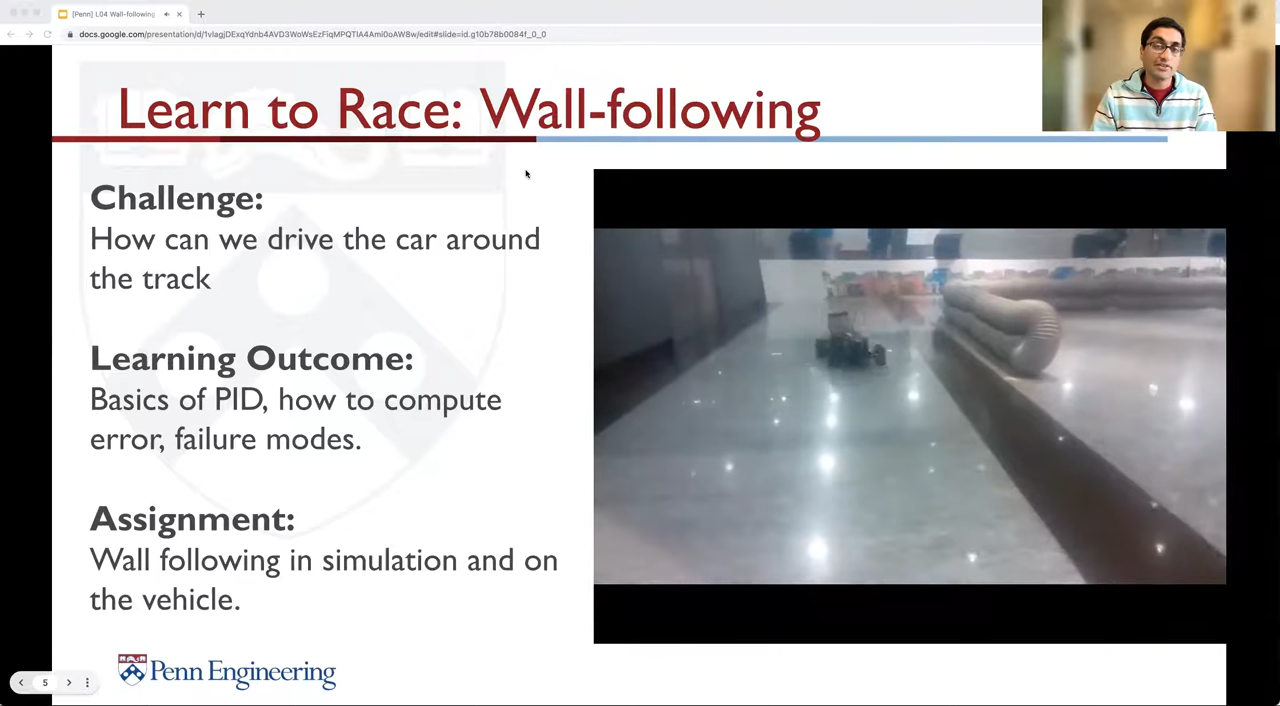 [Penn] L04 Wall-following
docs.google.com/presentation/d/1vlagjDExqYdnb4AVD3WoWsEzFiqMPQTIA4Ami0oAW8w/edit#slide=id.g10b78b0084f_0_0
Learn to Race: Wall-following
Challenge:
How can we drive the car around
the track
Learning Outcome:
Basics of PID, how to compute
error, failure modes.
Assignment:
Wall following in simulation and on
the vehicle.
Penn Engineering
5